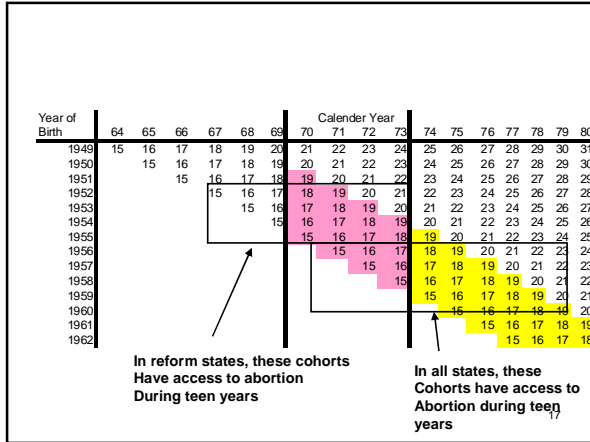 Year of Calender Year
Birth 64 65 66 67 68 69 70 71 72 73 74 75 76 77 78 79 80
1949 15 16 17 18 19 20 21 22 23 24 25 26 27 28 29 30 31
1950 15 16 17 18 19 20 21 22 23 24 25 26 27 28 29 30
1951 15 16 17 18 19 20 21 22 23 24 25 26 27 28 29
1952 15 16 17 18 19 20 21 22 23 24 25 26 27 28
1953 15 16 17 18 19 20 21 22 23 24 25 26 27
1954 15 16 17 18 19 20 21 22 23 24 25 26
1955 15 16 17 18 19 20 21 22 23 24 25
1956 15 16 17 18 19 20 21 22 23 24
1957 15 16 17 18 19 20 21 22 23
1958 15 16 17 18 19 20 21 22
1959 15 16 17 18 19 20 21
1960 15 16 17 18 19 20
1961 15 16 17 18 19
1962 15 16 17 18
In reform states, these cohorts
Have access to abortion
During teen years
In all states, these
Cohorts have access to
Abortion during teen
years
17